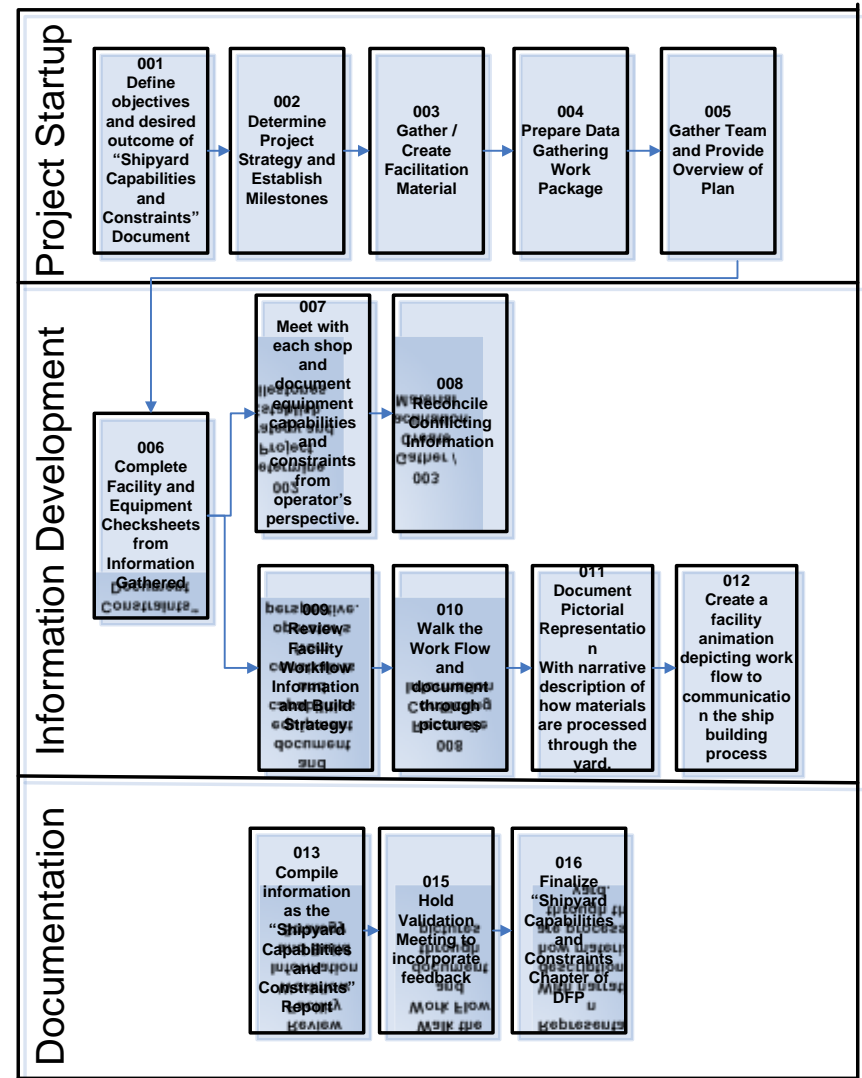 Project Startup
001
Define
objectives
and desired
outcome of
“Shipyard
Capabilities
and
Constraints”
Document
002
Determine
Project
Strategy and
Establish
Milestones
003
Gather /
Create
Facilitation
Material
004
Prepare Data
Gathering
Work
Package
005
Gather Team
and Provide
Overview of
Plan
Information Development
006
Complete
Facility and
Equipment
Checksheets
from
Information
Gathered
007
Meet with
each shop
and
document
equipment
capabilities
and
constraints
from
operator’s
perspective.
008
Reconcile
Conflicting
Information
009
Review
Facility
Workflow
Information
and Build
Strategy.
010
Walk the
Work Flow
and
document
through
pictures
011
Document
Pictorial
Representatio
n
With narrative
description of
how materials
are processed
through the
yard.
012
Create a
facility
animation
depicting work
flow to
communicatio
n the ship
building
process
Documentation
013
Compile
information
as the
“Shipyard
Capabilities
and
Constraints”
Report
015
Hold
Validation
Meeting to
incorporate
feedback
016
Finalize
“Shipyard
Capabilities
and
Constraints
Chapter of
DFP